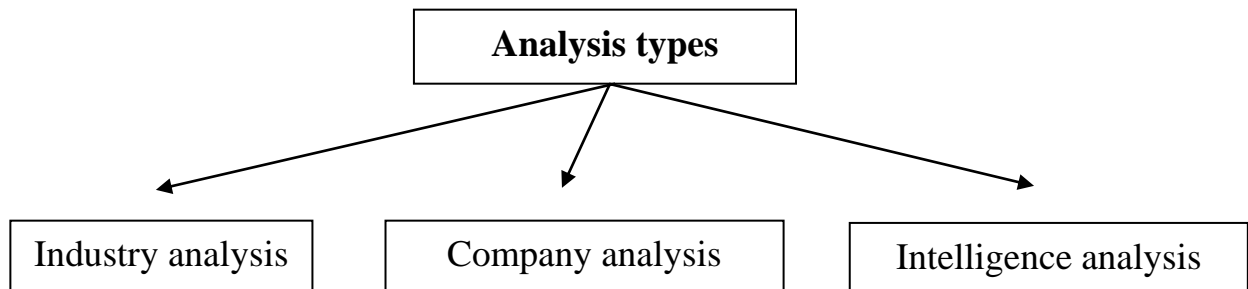 Analysis types
Industry analysis
Company analysis
Intelligence analysis